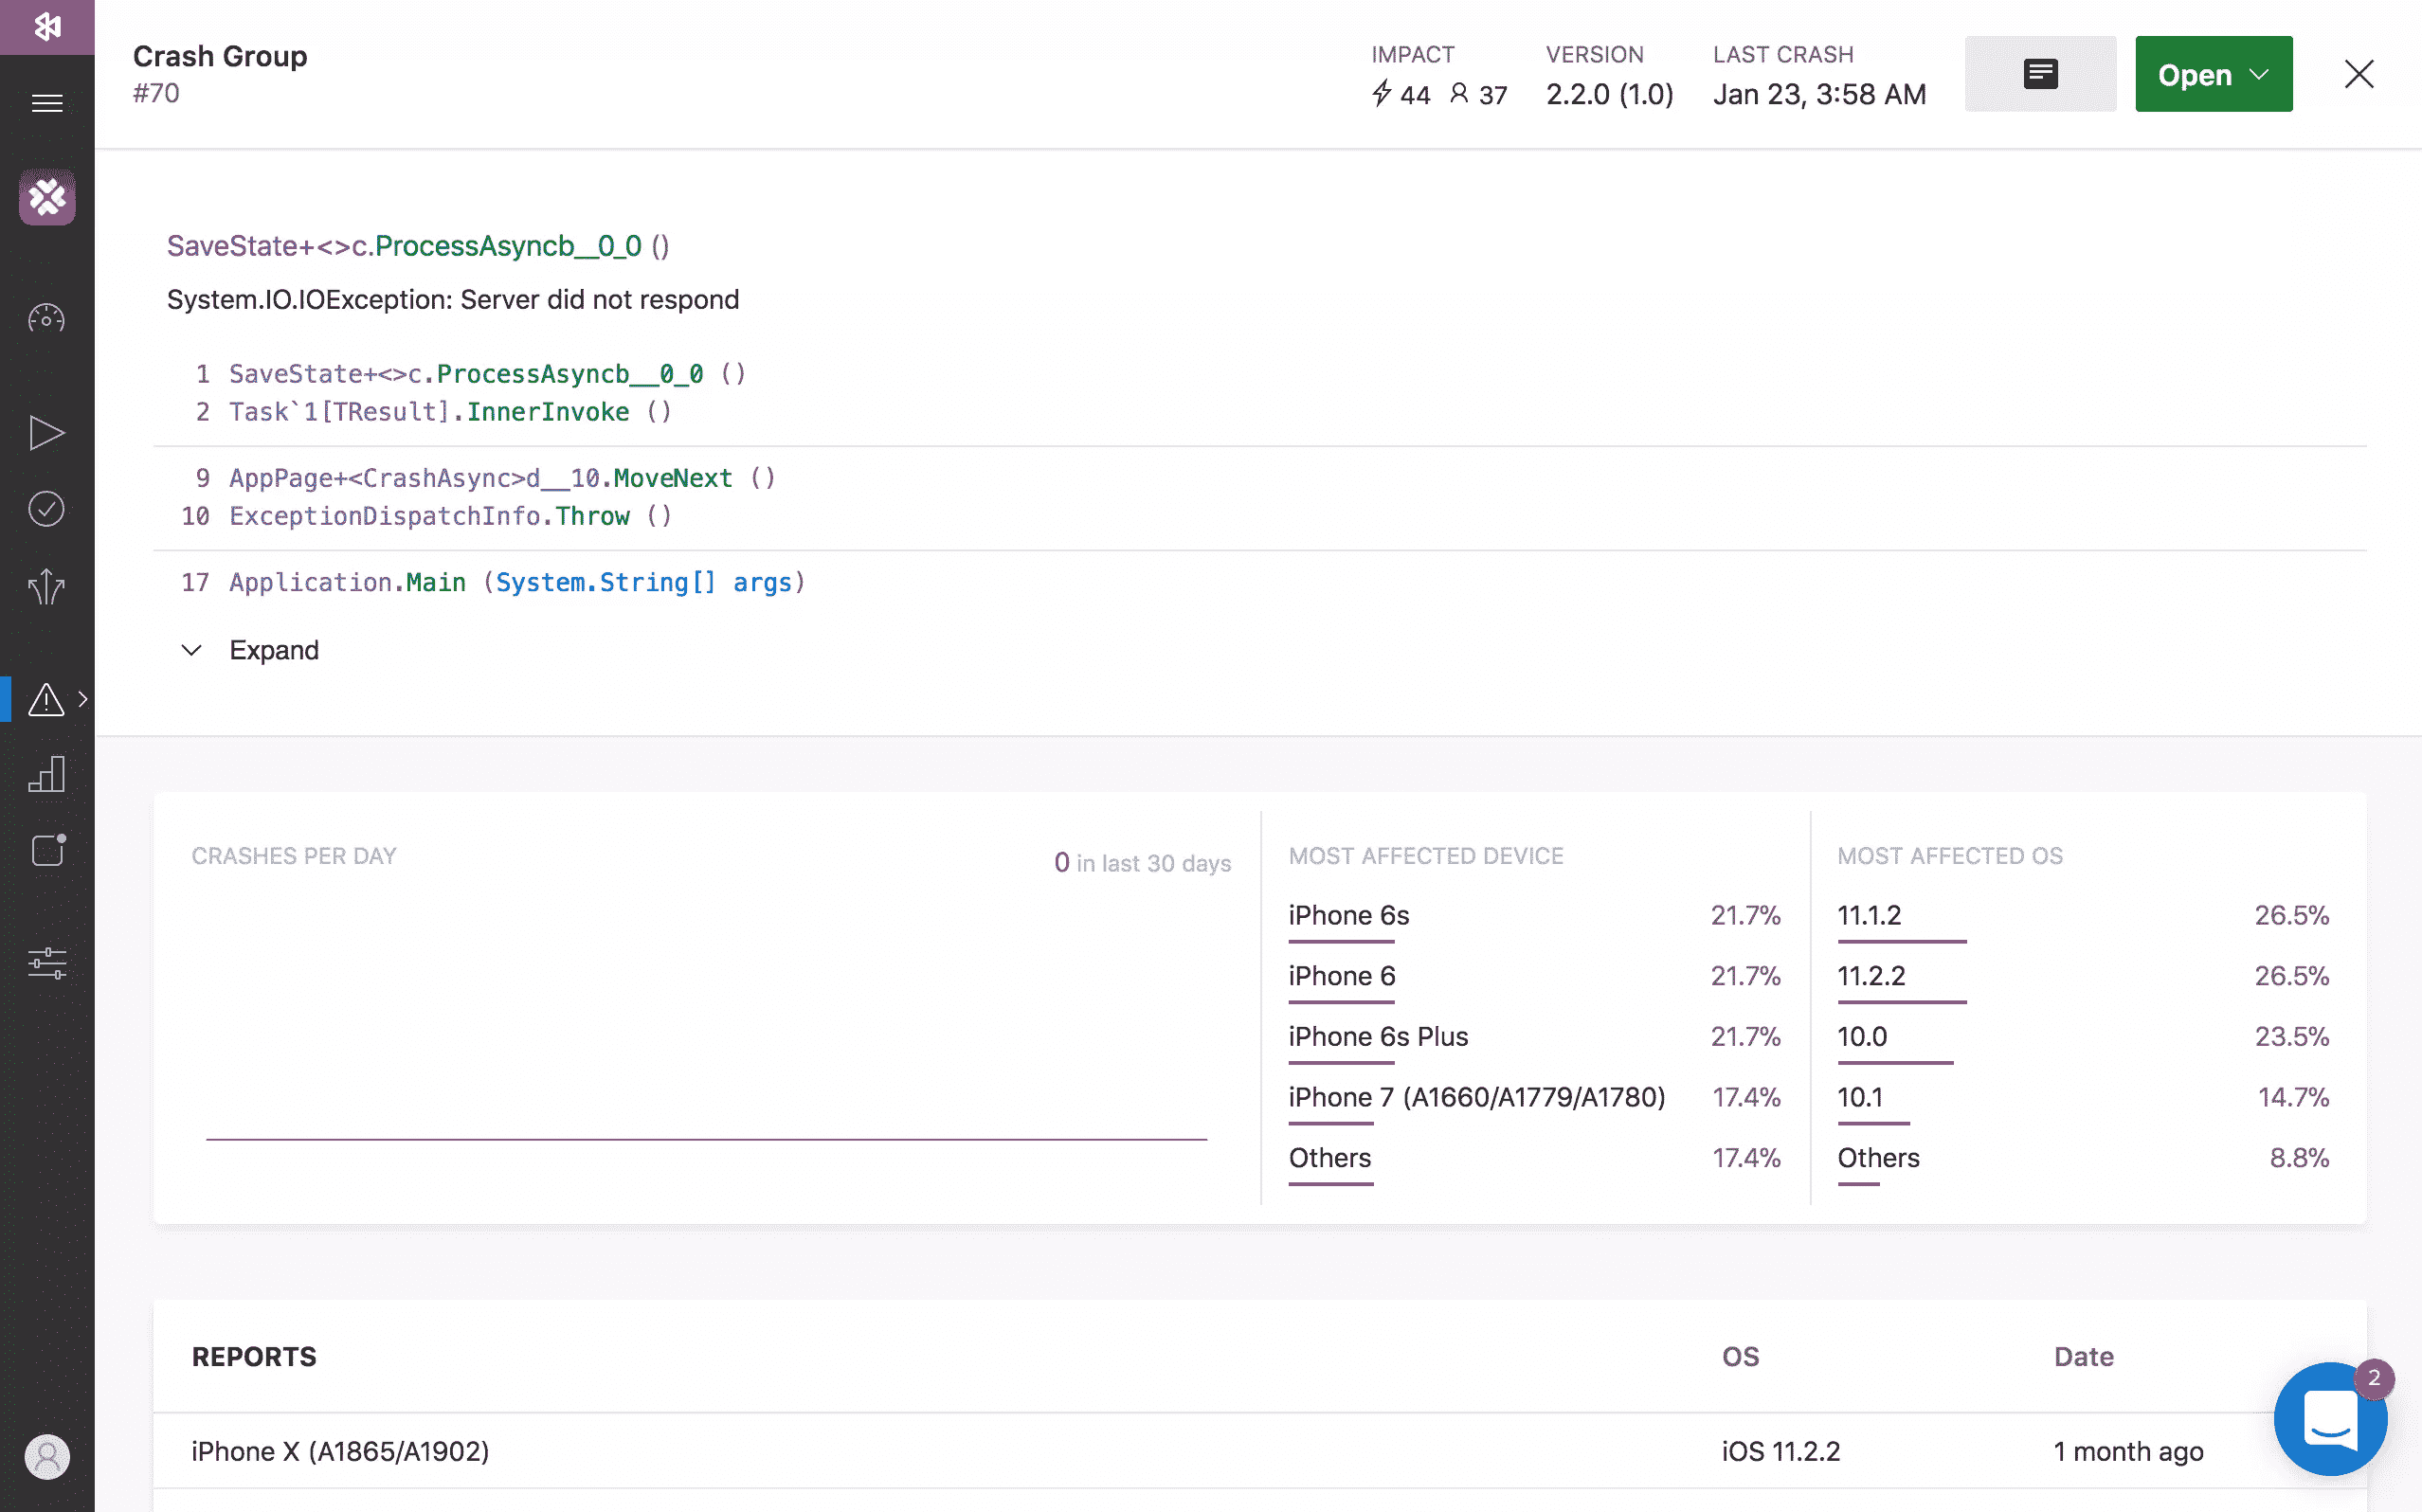 Crash Group
#70
IMPACT
44 37
VERSION
2.2.0 (1.0)
LAST CRASH
Jan 23, 3:58 AM
Open
SaveState+<>c.ProcessAsyncb__0_0 ()
System.IO.IOException: Server did not respond
1 SaveState+<>c.ProcessAsyncb__0_0 ()
2 Task`1[TResult].InnerInvoke ()
9 AppPage+<CrashAsync>d__10.MoveNext ()
10 ExceptionDispatchInfo.Throw ()
17 Application.Main (System.String[] args)
Expand
CRASHES PER DAY
0 in last 30 days
MOST AFFECTED DEVICE
iPhone 6s 21.7%
iPhone 6 21.7%
iPhone 6s Plus 21.7%
iPhone 7 (A1660/A1779/A1780) 17.4%
Others 17.4%
MOST AFFECTED OS
11.1.2 26.5%
11.2.2 26.5%
10.0 23.5%
10.1 14.7%
Others 8.8%
REPORTS OS Date
iPhone X (A1865/A1902) iOS 11.2.2 1 month ago
2